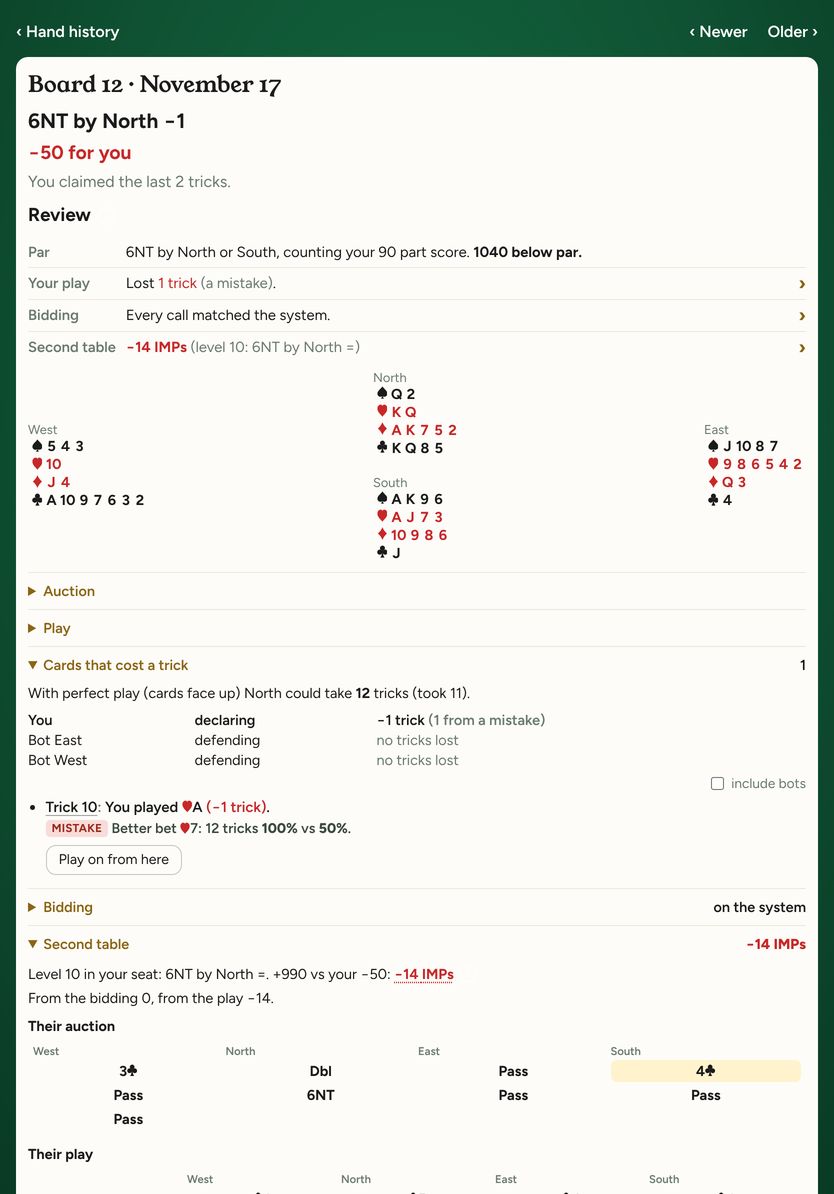 ‹ Hand history ‹ Newer Older ›
Board 12 · November 17
6NT by North −1
−50 for you
You claimed the last 2 tricks.
Review
Par 6NT by North or South, counting your 90 part score. 1040 below par.
Your play Lost 1 trick (a mistake). ›
Bidding Every call matched the system. ›
Second table −14 IMPs (level 10: 6NT by North =) ›
North
♠ Q 2
♥ K Q
♦ A K 7 5 2
♣ K Q 8 5
West
♠ 5 4 3
♥ 10
♦ J 4
♣ A 10 9 7 6 3 2
East
♠ J 10 8 7
♥ 9 8 6 5 4 2
♦ Q 3
♣ 4
South
♠ A K 9 6
♥ A J 7 3
♦ 10 9 8 6
♣ J
▶ Auction
▶ Play
▼ Cards that cost a trick 1
With perfect play (cards face up) North could take 12 tricks (took 11).
You declaring −1 trick (1 from a mistake)
Bot East defending no tricks lost
Bot West defending no tricks lost
include bots
• Trick 10: You played ♥A (−1 trick).
MISTAKE Better bet ♥7: 12 tricks 100% vs 50%.
Play on from here
▶ Bidding on the system
▼ Second table −14 IMPs
Level 10 in your seat: 6NT by North =. +990 vs your −50: −14 IMPs
From the bidding 0, from the play −14.
Their auction
West North East South
3♣ Dbl Pass 4♣
Pass 6NT Pass Pass
Pass
Their play
West North East South